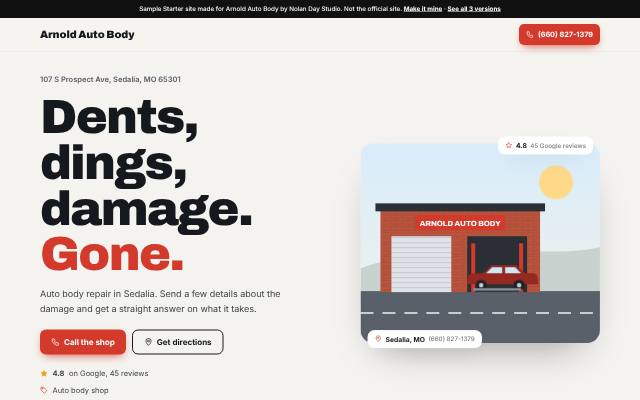 Sample Starter site made for Arnold Auto Body by Nolan Day Studio. Not the official site. Make it mine · See all 3 versions
Arnold Auto Body
(660) 827-1379
107 S Prospect Ave, Sedalia, MO 65301
Dents,
dings,
damage.
Gone.
Auto body repair in Sedalia. Send a few details about the
damage and get a straight answer on what it takes.
Call the shop
Get directions
4.8 on Google, 45 reviews
Auto body shop
4.8 45 Google reviews
ARNOLD AUTO BODY
Sedalia, MO (660) 827-1379